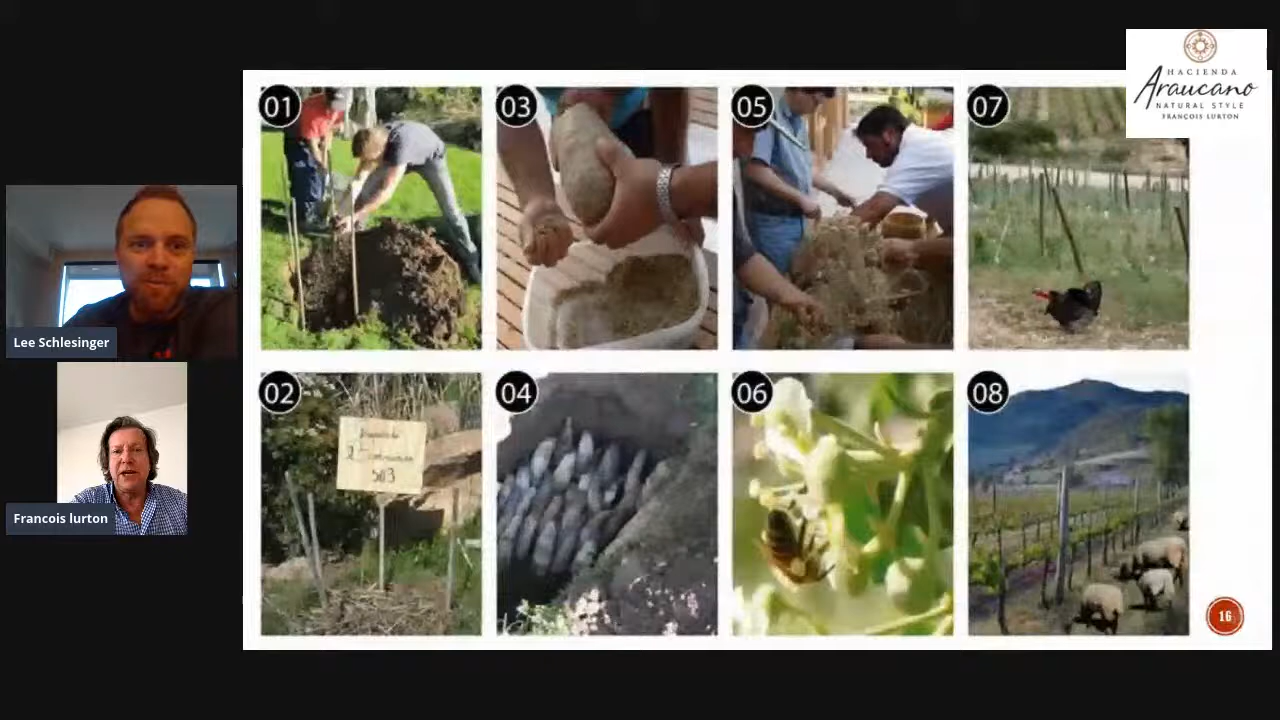 HACIENDA
Araucano
NATURAL STYLE
FRANÇOIS LURTON
01
03
05
07
Lee Schlesinger
02
04
06
08
503
Francois lurton
16